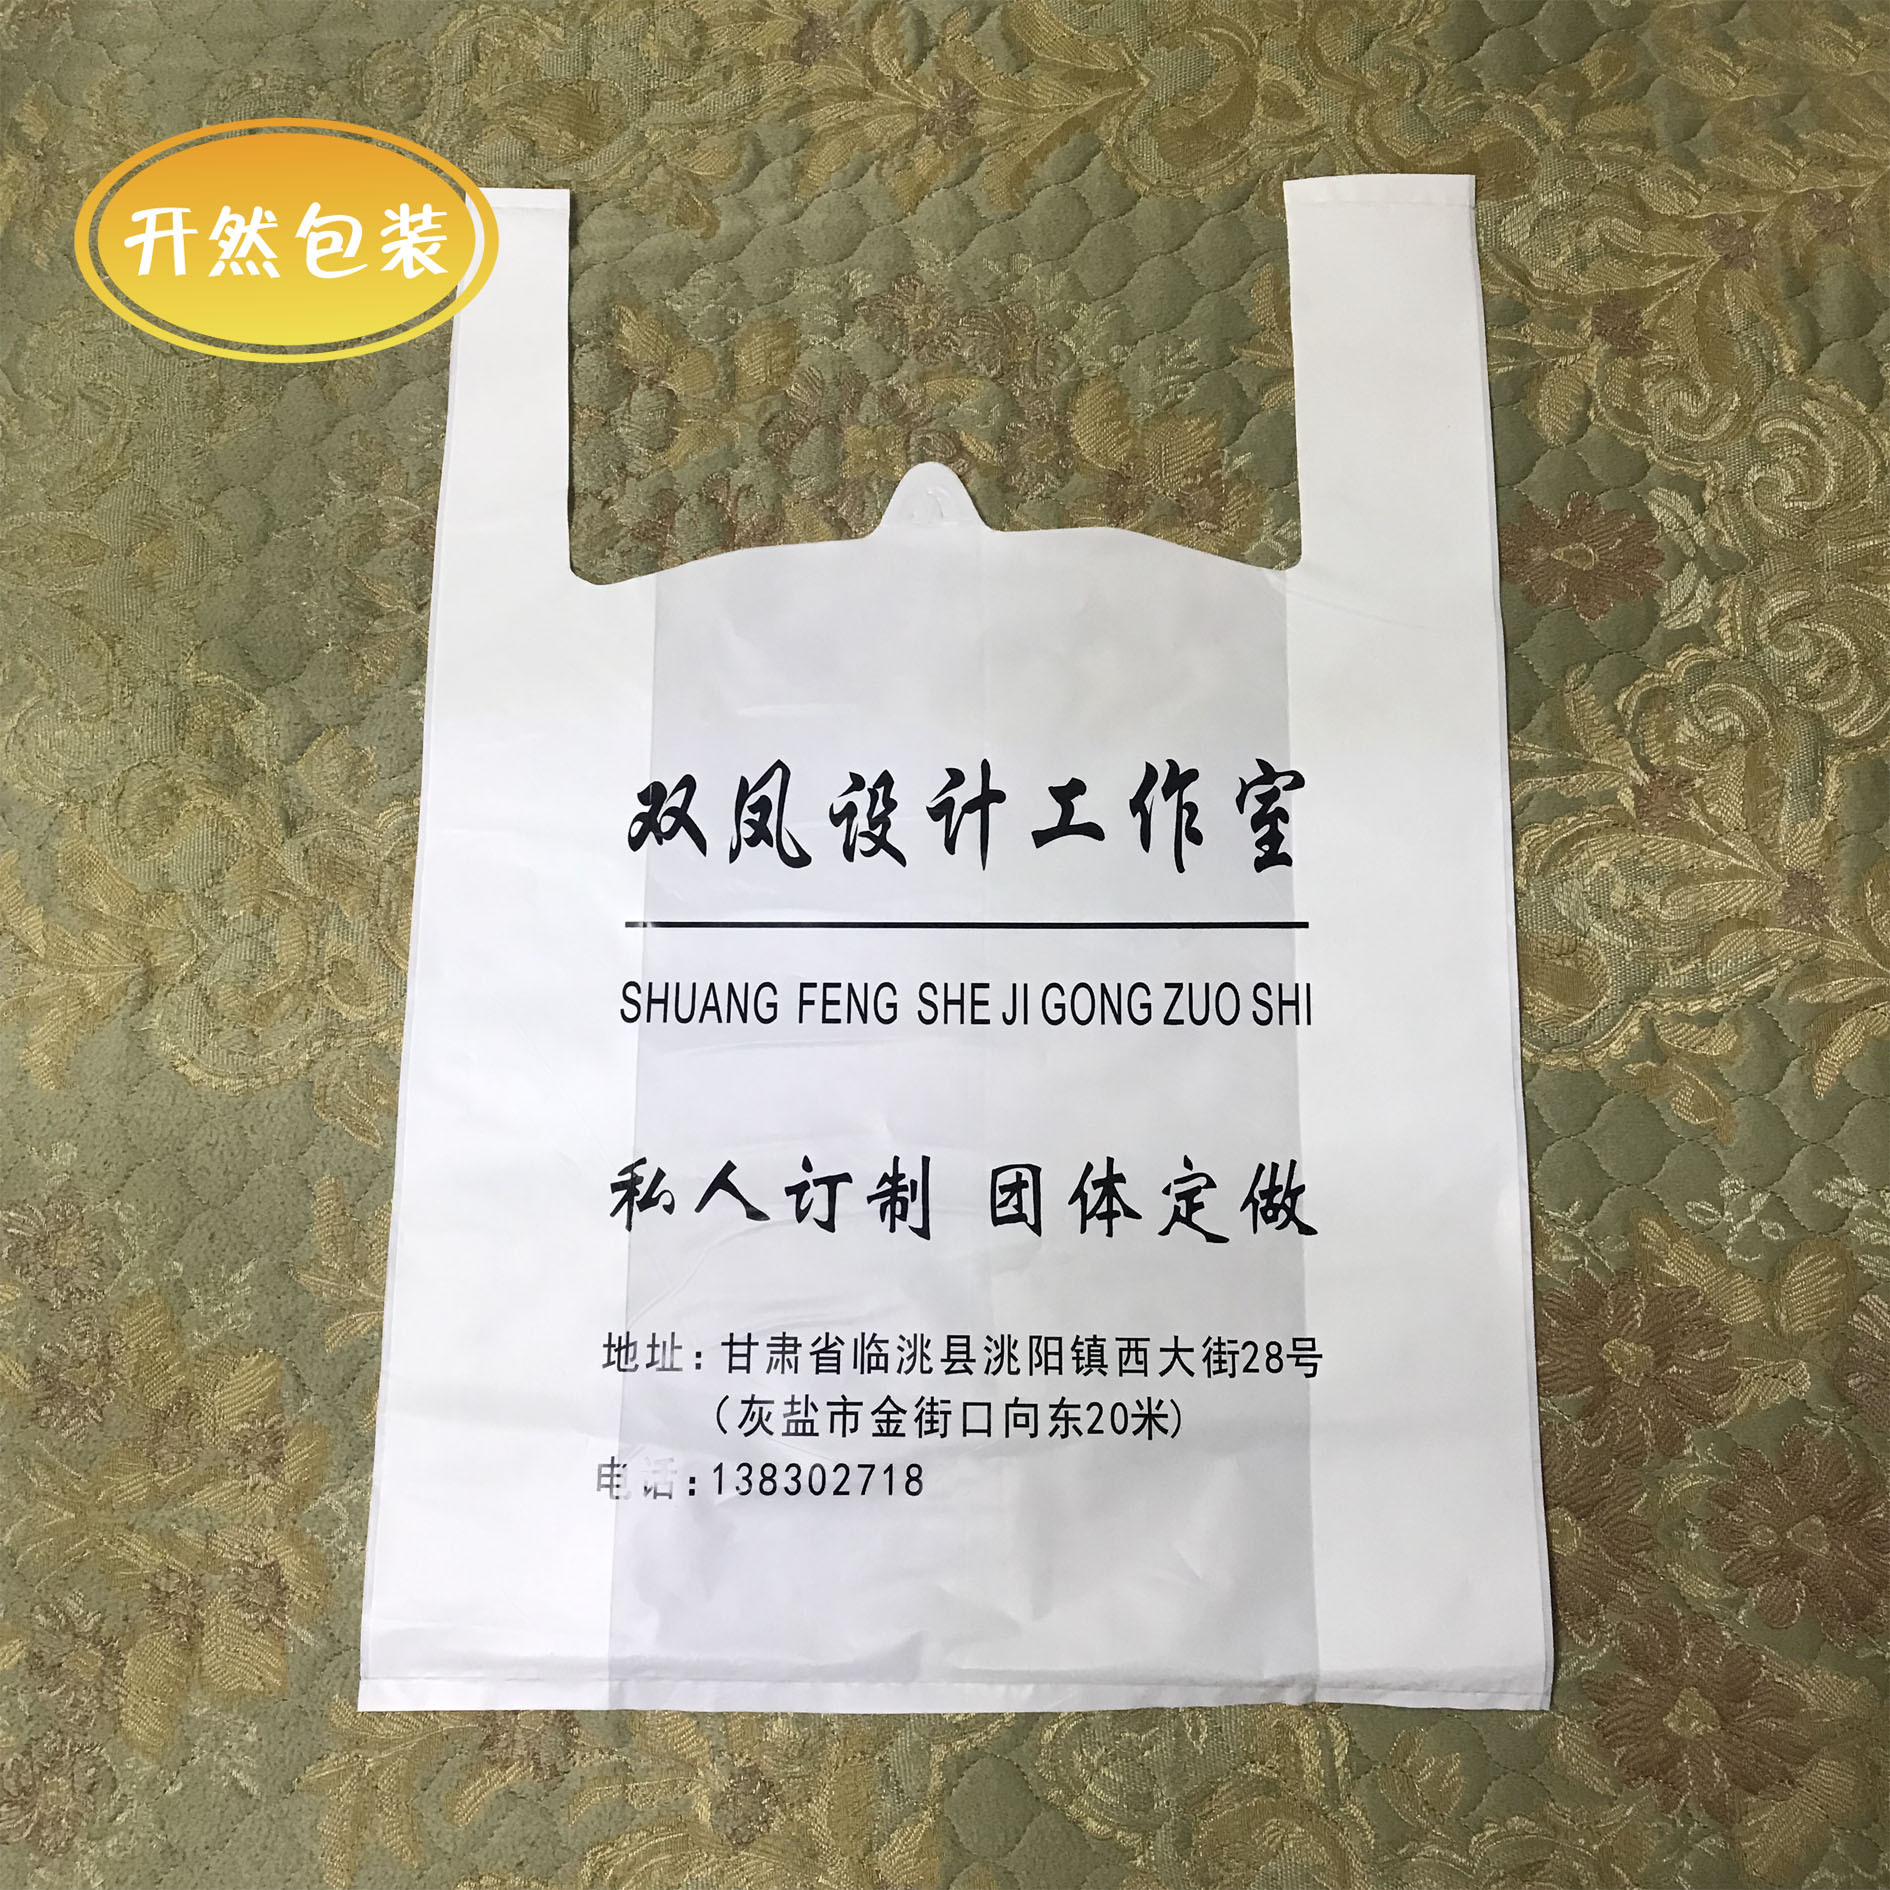 开然包装
双凤设计工作室
SHUANG FENG SHE JI GONG ZUO SHI
私人订制 团体定做
地址:甘肃省临洮县洮阳镇西大街28号
(灰盐市金街口向东20米)
电话:138302718